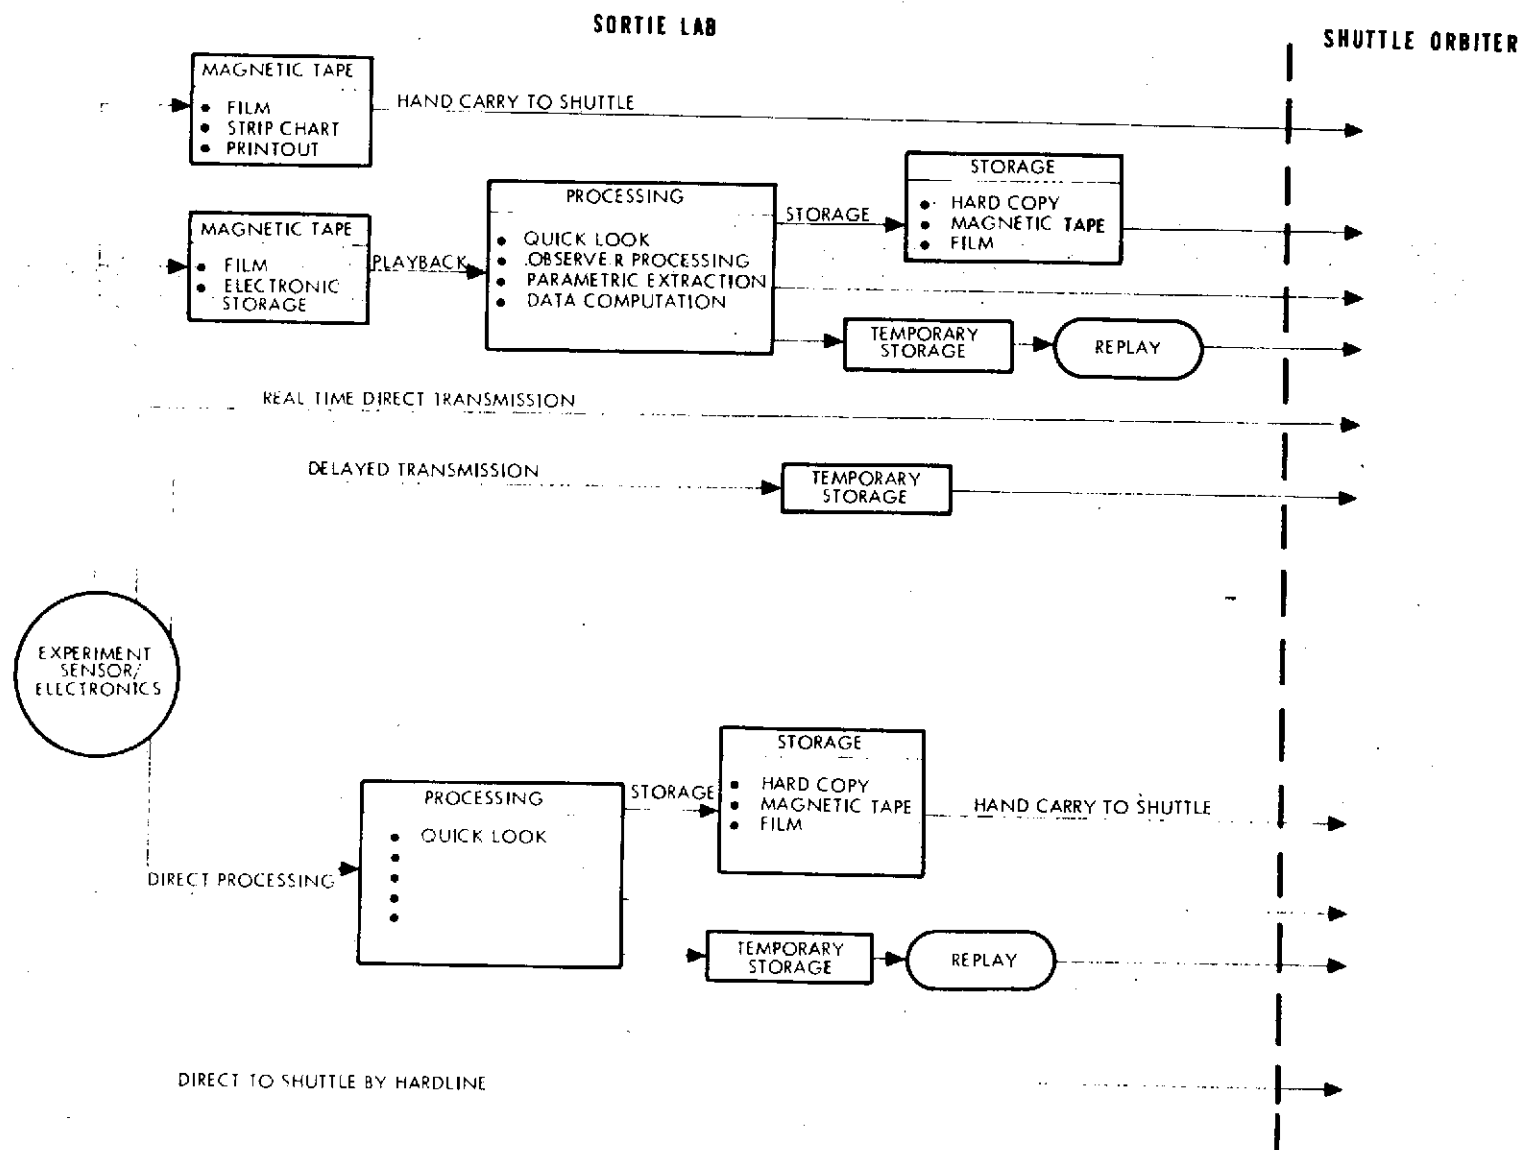 SORTIE LAB
SHUTTLE ORBITER
MAGNETIC TAPE
• FILM
• STRIP CHART
• PRINTOUT
HAND CARRY TO SHUTTLE
MAGNETIC TAPE
• FILM
• ELECTRONIC
STORAGE
PLAYBACK
PROCESSING
• QUICK LOOK
• OBSERVER PROCESSING
• PARAMETRIC EXTRACTION
• DATA COMPUTATION
STORAGE
STORAGE
• HARD COPY
• MAGNETIC TAPE
• FILM
TEMPORARY
STORAGE
REPLAY
REAL TIME DIRECT TRANSMISSION
DELAYED TRANSMISSION
TEMPORARY
STORAGE
EXPERIMENT
SENSOR/
ELECTRONICS
DIRECT PROCESSING
PROCESSING
• QUICK LOOK
•
•
•
•
STORAGE
STORAGE
• HARD COPY
• MAGNETIC TAPE
• FILM
HAND CARRY TO SHUTTLE
TEMPORARY
STORAGE
REPLAY
DIRECT TO SHUTTLE BY HARDLINE